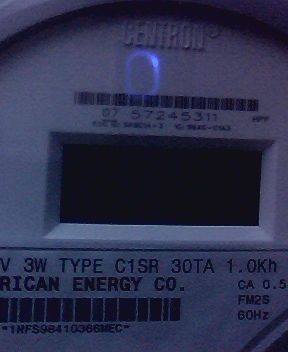 CENTRON®
07 57245311
V 3W TYPE C1SR 30TA 1.0Kh
RICAN ENERGY CO.
CA 0.5
FM2S
60Hz
*1NFS98410366MEC*